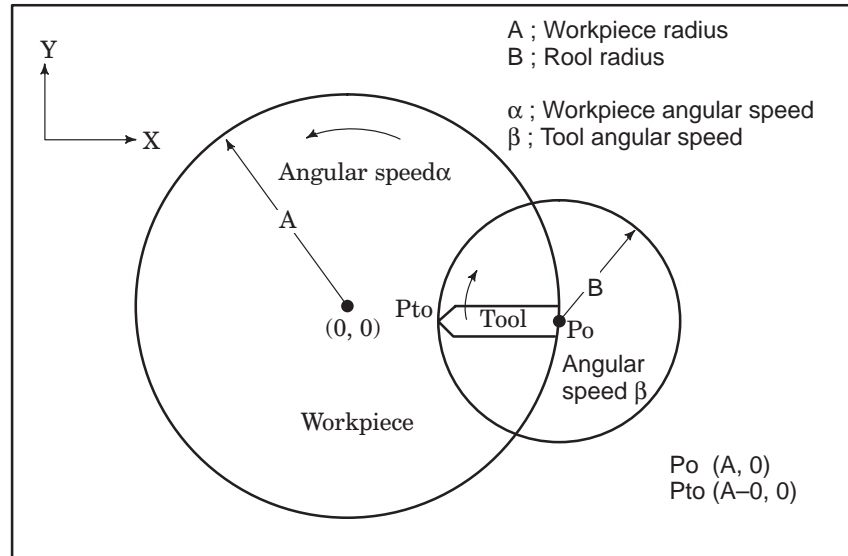 A ; Workpiece radius
B ; Rool radius
α ; Workpiece angular speed
β ; Tool angular speed
Y
X
Angular speedα
A
B
Pto
Tool
Po
(0, 0)
Angular
speed β
Workpiece
Po (A, 0)
Pto (A–0, 0)